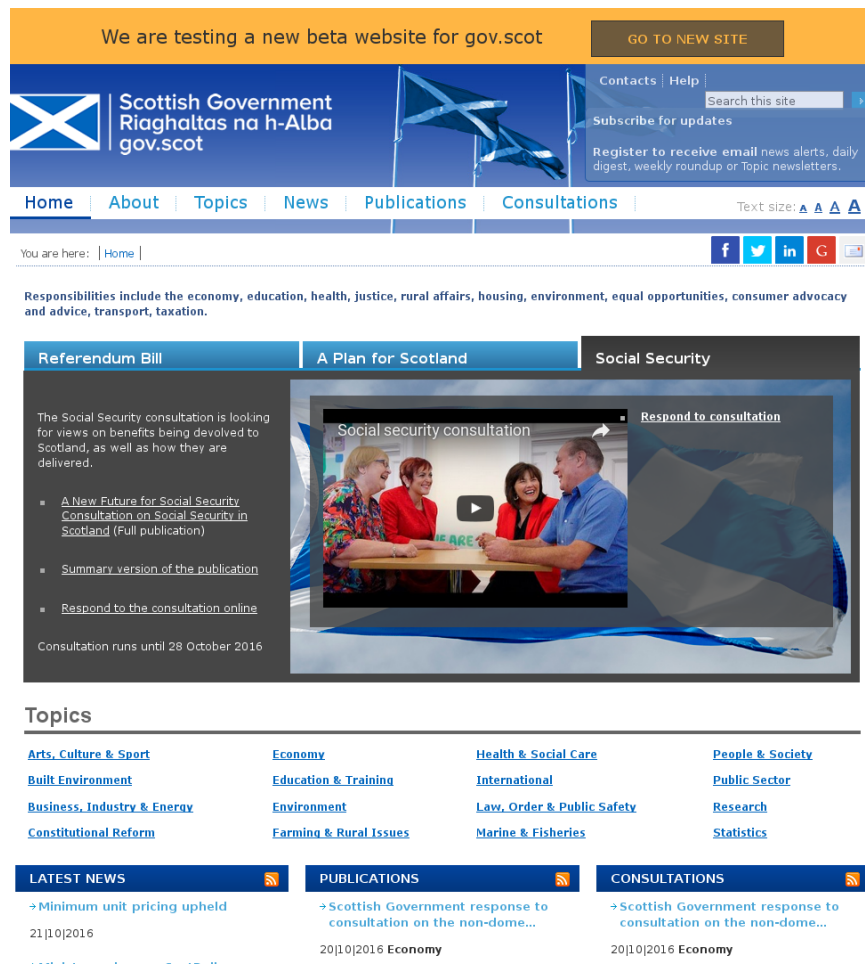 We are testing a new beta website for gov.scot
GO TO NEW SITE
Scottish Government
Riaghaltas na h-Alba
gov.scot
Contacts
Help
Search this site
Subscribe for updates
Register to receive email news alerts, daily
digest, weekly roundup or Topic newsletters.
Home
About
Topics
News
Publications
Consultations
Text size: A A A A
You are here:
Home
f
in
G
Responsibilities include the economy, education, health, justice, rural affairs, housing, environment, equal opportunities, consumer advocacy
and advice, transport, taxation.
Referendum Bill
A Plan for Scotland
Social Security
The Social Security consultation is looking
for views on benefits being devolved to
Scotland, as well as how they are
delivered.
A New Future for Social Security
Consultation on Social Security in
Scotland (Full publication)
Summary version of the publication
Respond to the consultation online
Consultation runs until 28 October 2016
Social security consultation
WE ARE
Respond to consultation
Topics
Arts, Culture & Sport
Built Environment
Business, Industry & Energy
Constitutional Reform
Economy
Education & Training
Environment
Farming & Rural Issues
Health & Social Care
International
Law, Order & Public Safety
Marine & Fisheries
People & Society
Public Sector
Research
Statistics
LATEST NEWS
Minimum unit pricing upheld
21|10|2016
PUBLICATIONS
Scottish Government response to
consultation on the non-dome...
20|10|2016 Economy
CONSULTATIONS
Scottish Government response to
consultation on the non-dome...
20|10|2016 Economy